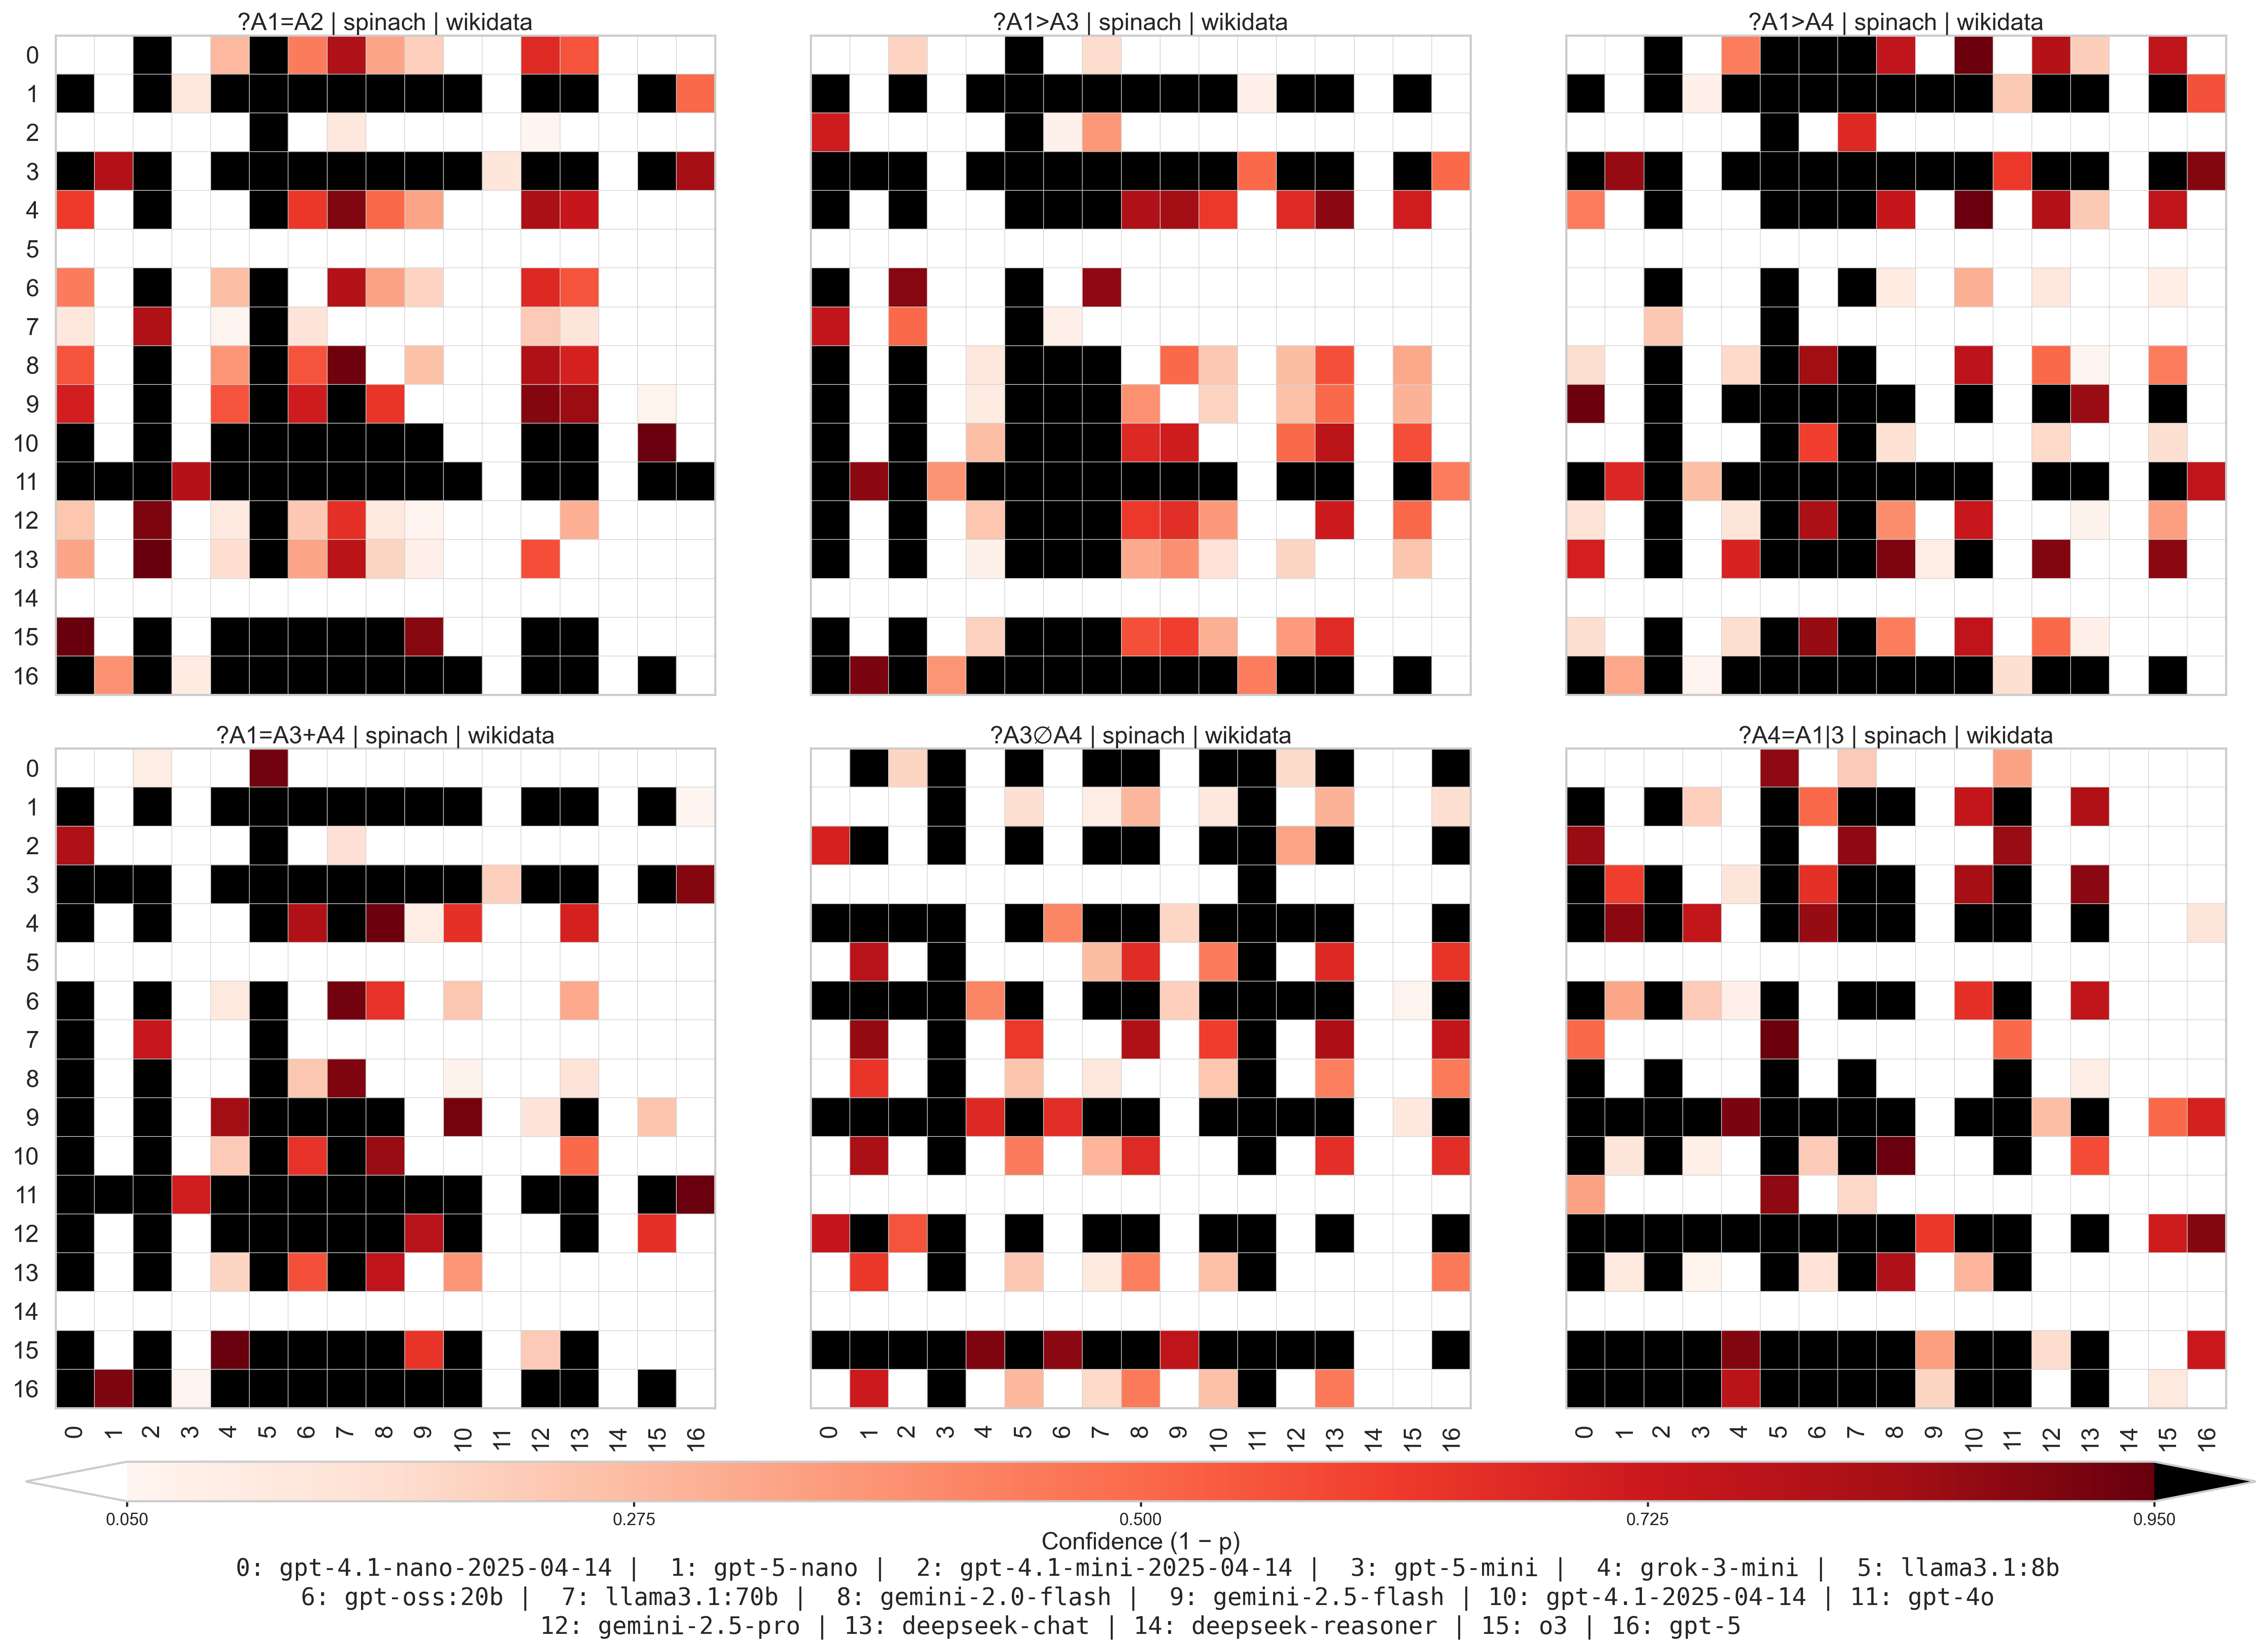 ?A1=A2 | spinach | wikidata
?A1>A3 | spinach | wikidata
?A1>A4 | spinach | wikidata
0
1
2
3
4
5
6
7
8
9
10
11
12
13
14
15
16
?A1=A3+A4 | spinach | wikidata
?A3∅A4 | spinach | wikidata
?A4=A1|3 | spinach | wikidata
0
1
2
3
4
5
6
7
8
9
10
11
12
13
14
15
16
0 1 2 3 4 5 6 7 8 9 10 11 12 13 14 15 16
0 1 2 3 4 5 6 7 8 9 10 11 12 13 14 15 16
0 1 2 3 4 5 6 7 8 9 10 11 12 13 14 15 16
0.050 0.275 0.500 0.725 0.950
Confidence (1 − p)
0: gpt-4.1-nano-2025-04-14 | 1: gpt-5-nano | 2: gpt-4.1-mini-2025-04-14 | 3: gpt-5-mini | 4: grok-3-mini | 5: llama3.1:8b
6: gpt-oss:20b | 7: llama3.1:70b | 8: gemini-2.0-flash | 9: gemini-2.5-flash | 10: gpt-4.1-2025-04-14 | 11: gpt-4o
12: gemini-2.5-pro | 13: deepseek-chat | 14: deepseek-reasoner | 15: o3 | 16: gpt-5